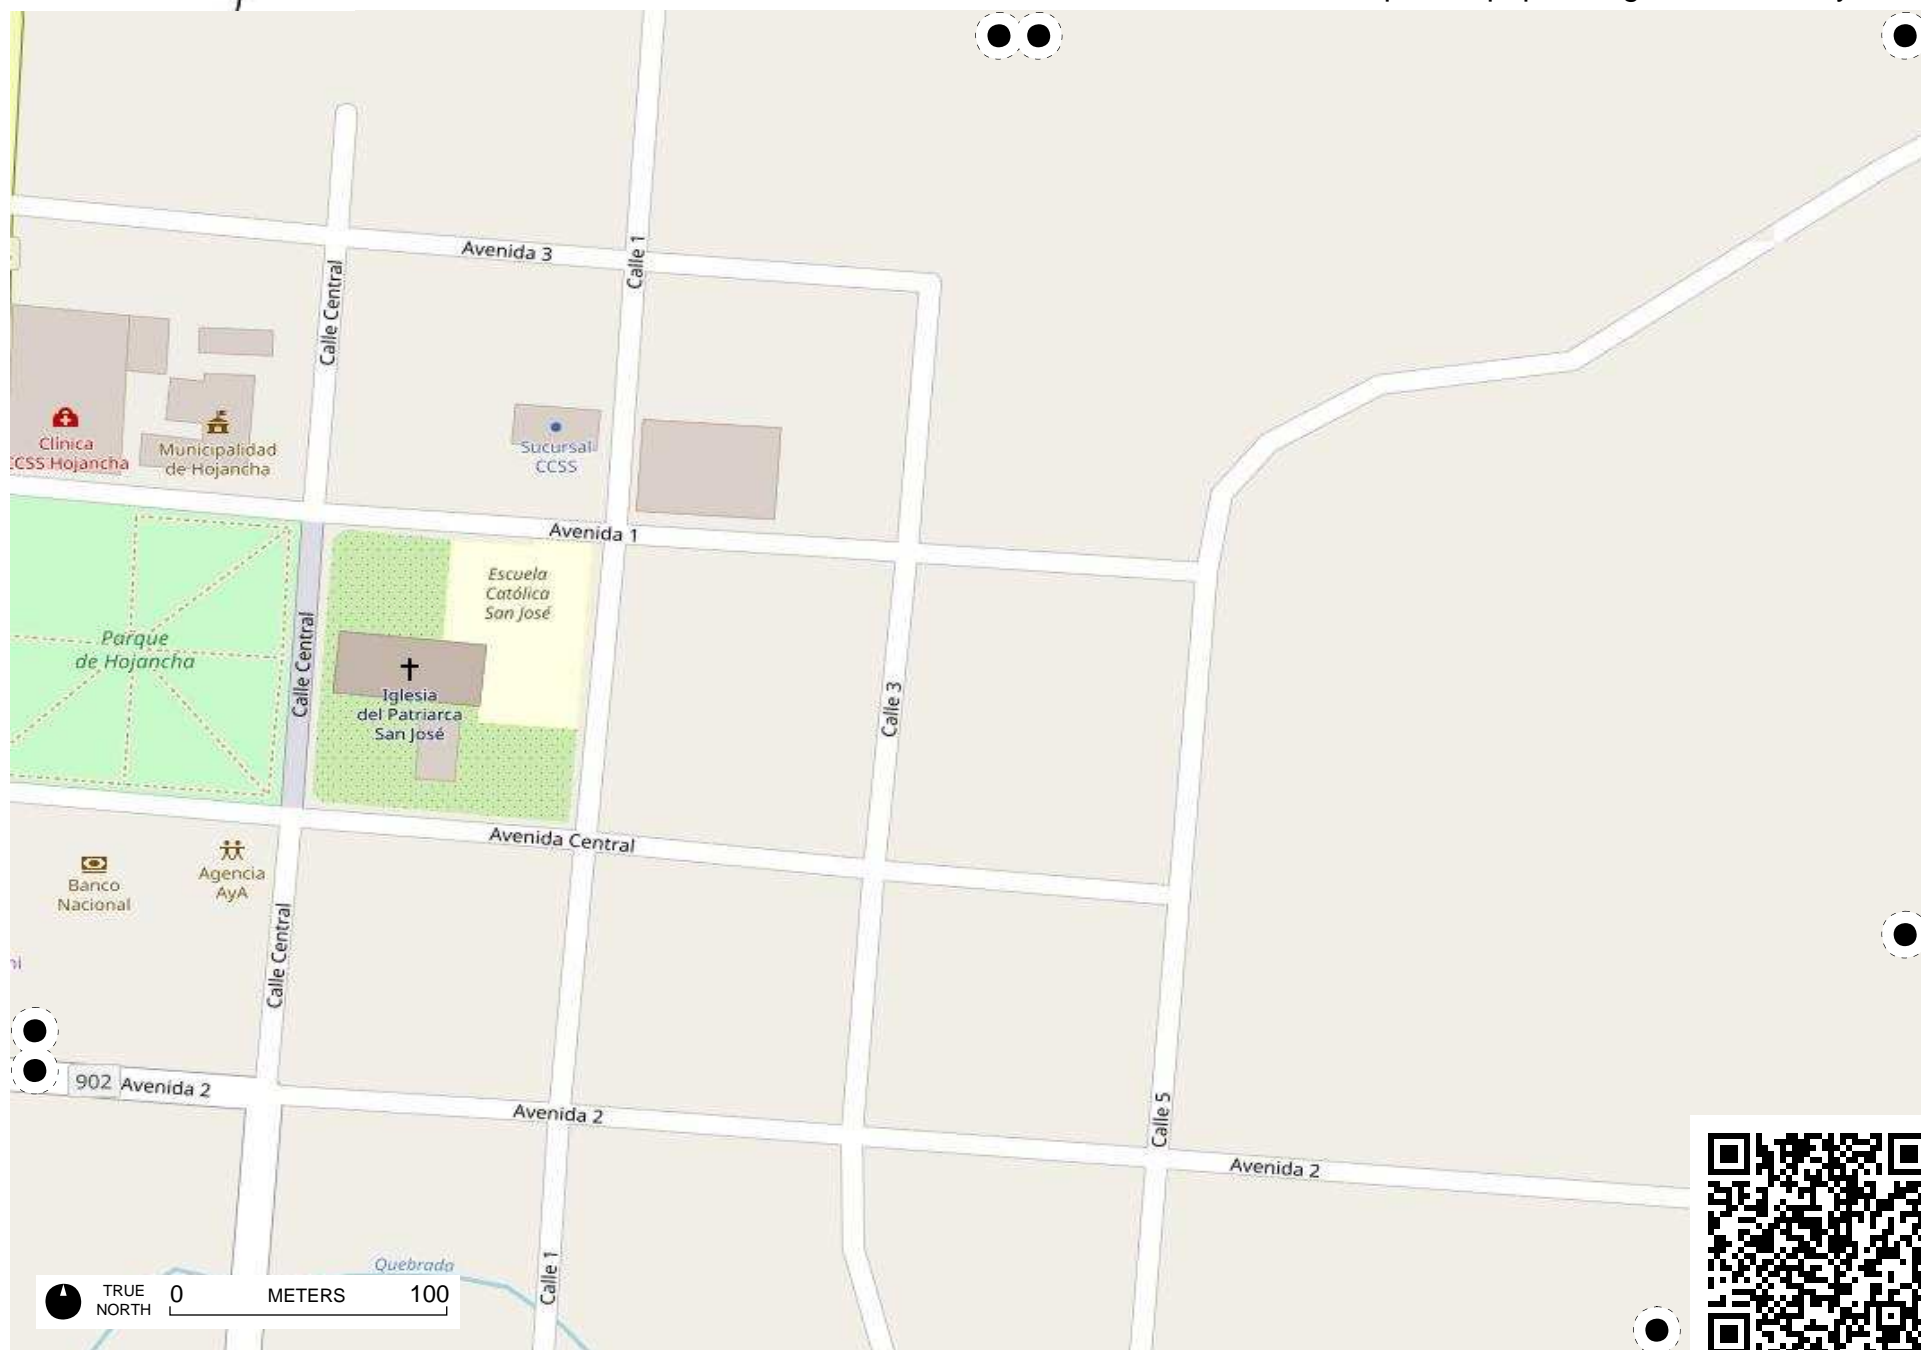 Avenida 3
Calle 1
Calle Central
Clínica
CCSS Hojancha
Municipalidad
de Hojancha
Sucursal
CCSS
Avenida 1
Escuela
Católica
San José
Parque
de Hojancha
Calle Central
Iglesia
del Patriarca
San José
Calle 3
Avenida Central
Banco
Nacional
Agencia
AyA
Calle Central
902
Avenida 2
Avenida 2
Calle 5
Avenida 2
Quebrada
Calle 1
TRUE
NORTH
0 METERS 100